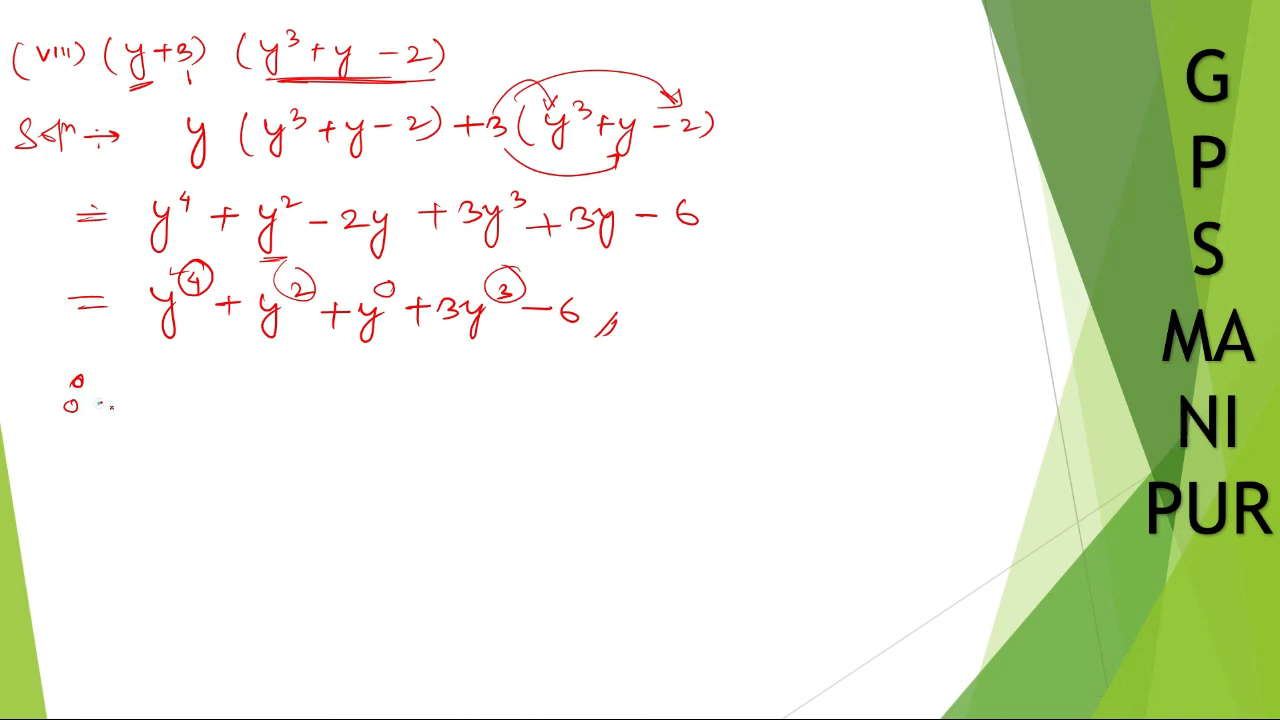 (VIII) (y+3) (y³+y-2)
Solⁿ:→ y (y³+y-2) +3(y³+y-2)
= y⁴ + y² - 2y + 3y³ + 3y - 6
= y⁴ + y² + y⁰ + 3y³ - 6 //
G
P
S
MA
NI
PUR